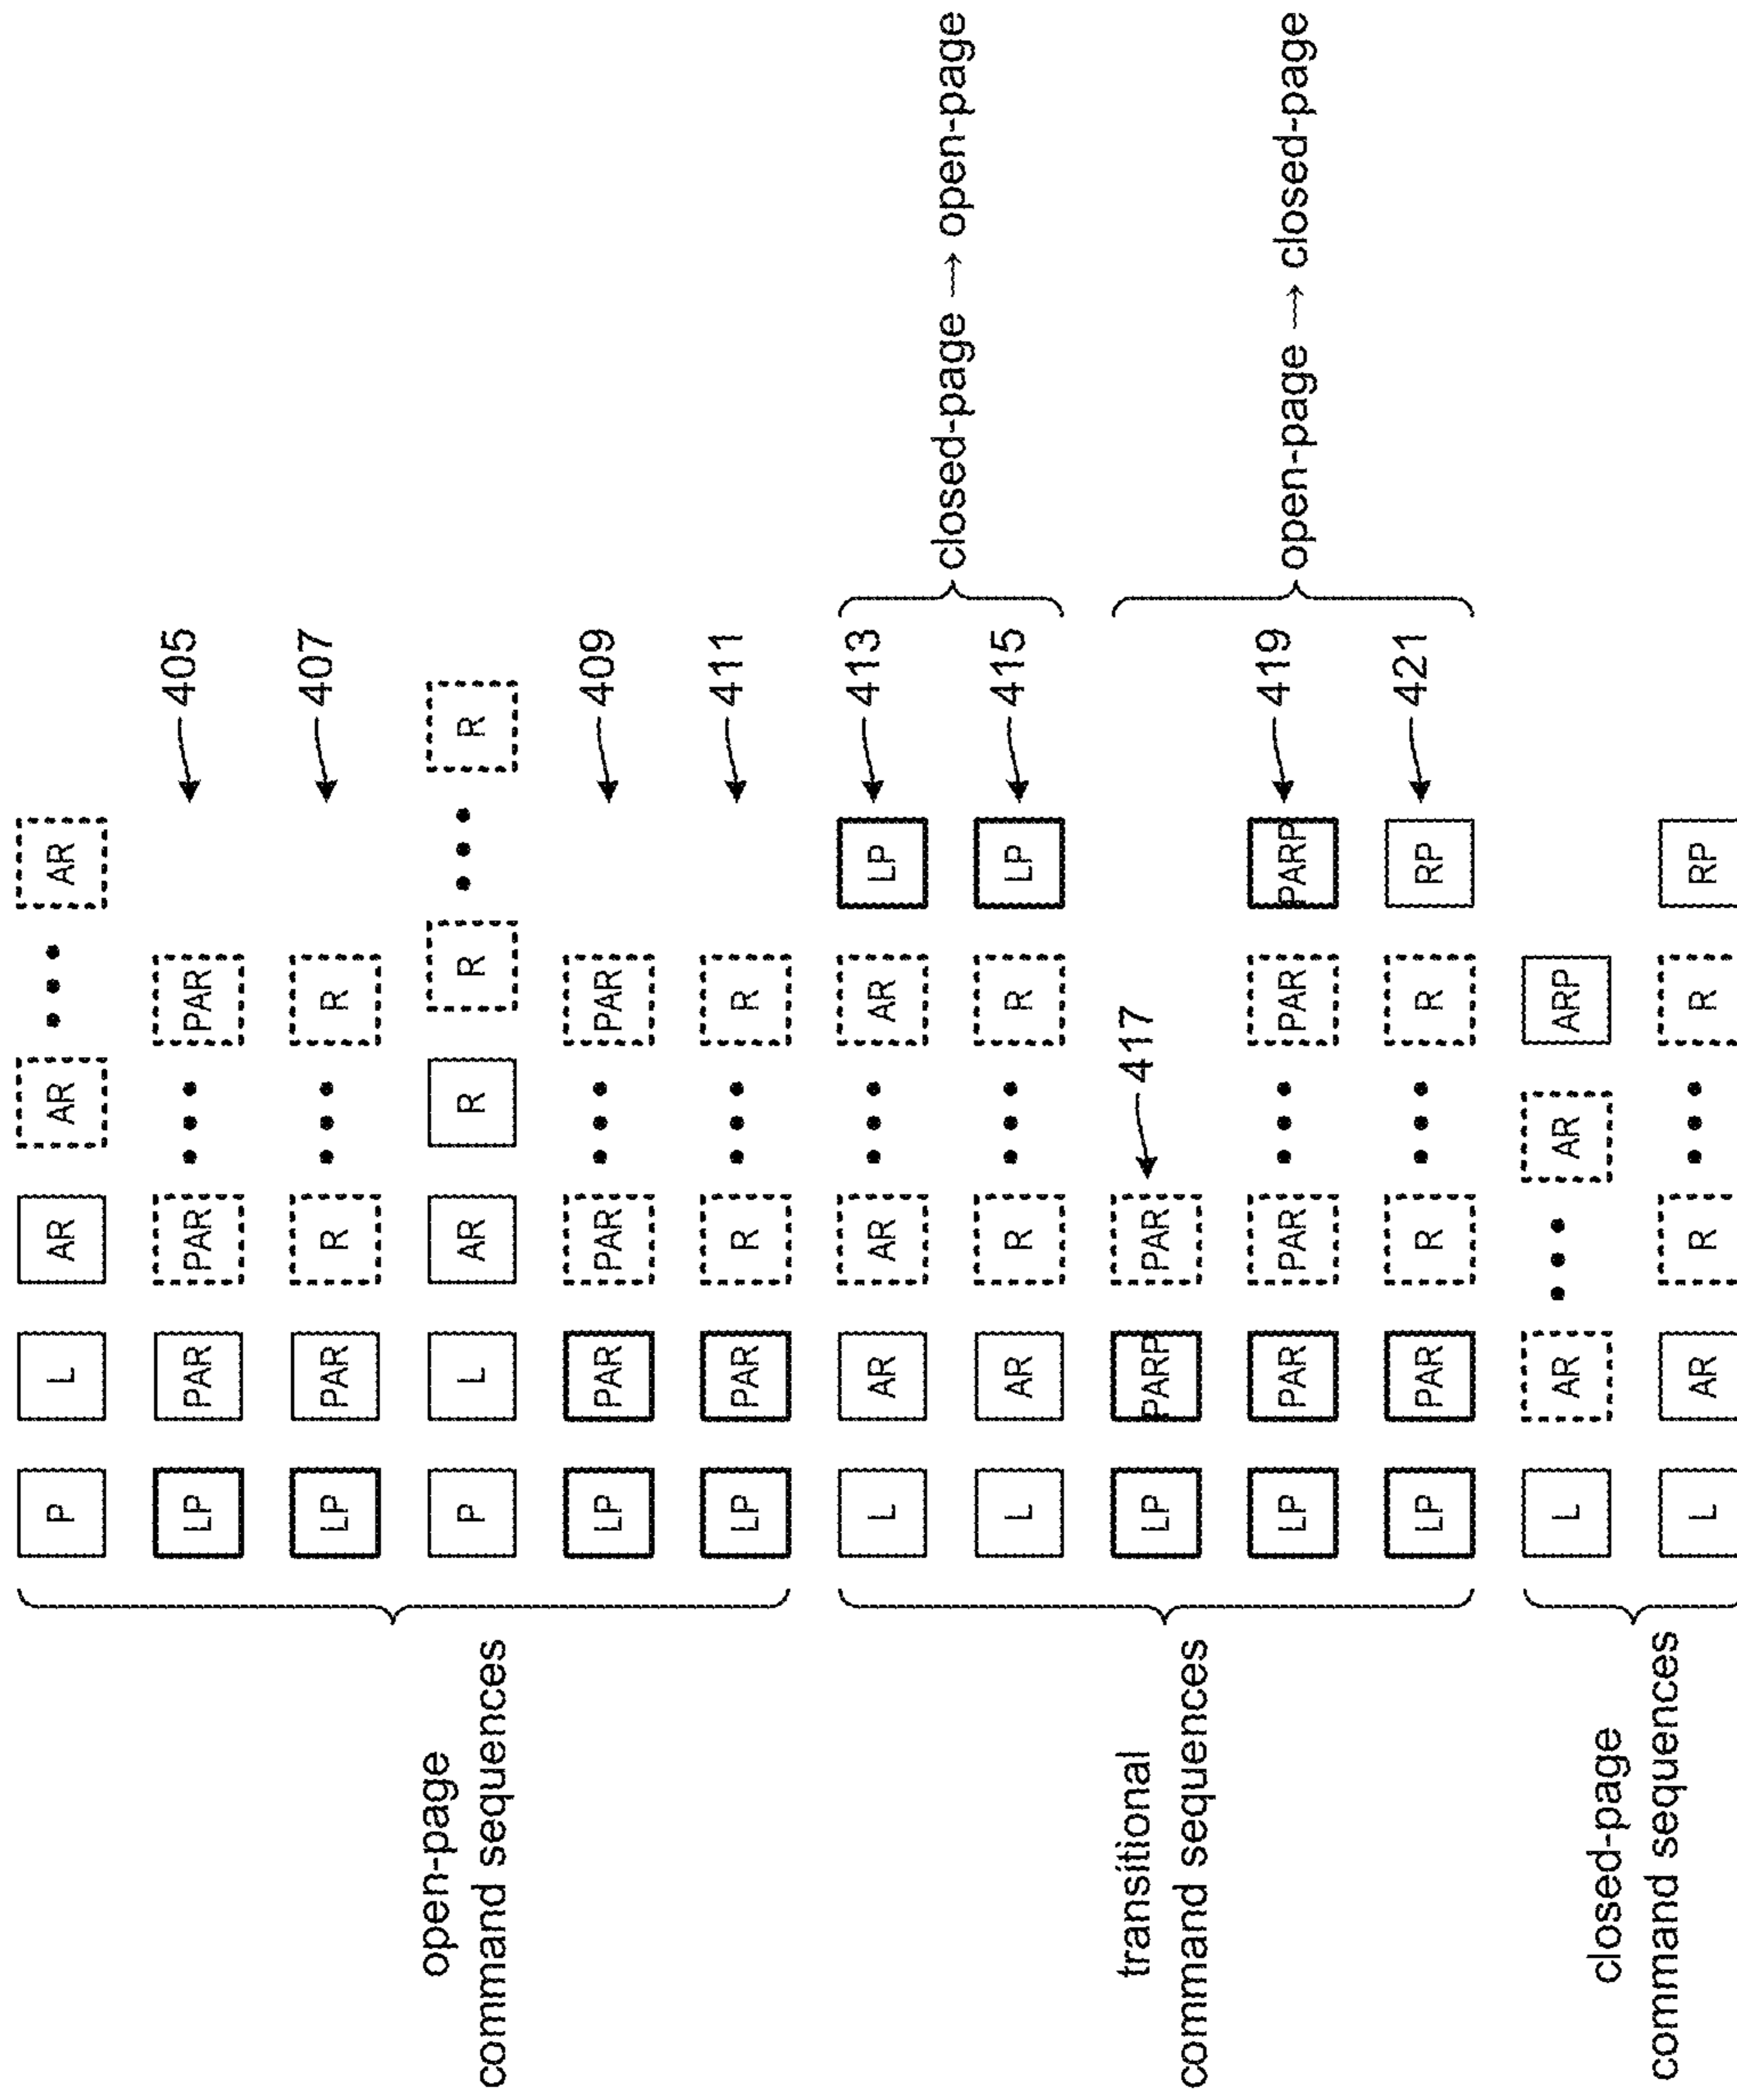 open-page
command sequences
P L AR AR ••• AR
LP PAR PAR ••• PAR 405
LP PAR R ••• R 407
P L AR R R ••• R
LP PAR PAR ••• PAR 409
LP PAR R ••• R 411
transitional
command sequences
L AR AR ••• AR LP 413
L AR R ••• R LP 415
closed-page → open-page
LP PARP PAR 417
LP PAR PAR ••• PAR PARP 419
LP PAR R ••• R RP 421
open-page → closed-page
closed-page
command sequences
L AR ••• AR ARP
L AR R ••• R RP